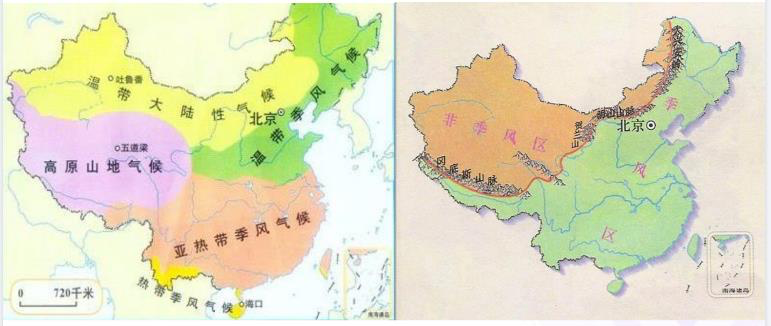 吐鲁番
温带大陆性气候
北京
温带季风气候
五道梁
高原山地气候
亚热带季风气候
热带季风气候
海口
0 720千米
南海诸岛
大兴安岭
阴山山脉
贺兰山
北京
非季风区
季风区
冈底斯山脉
南海诸岛